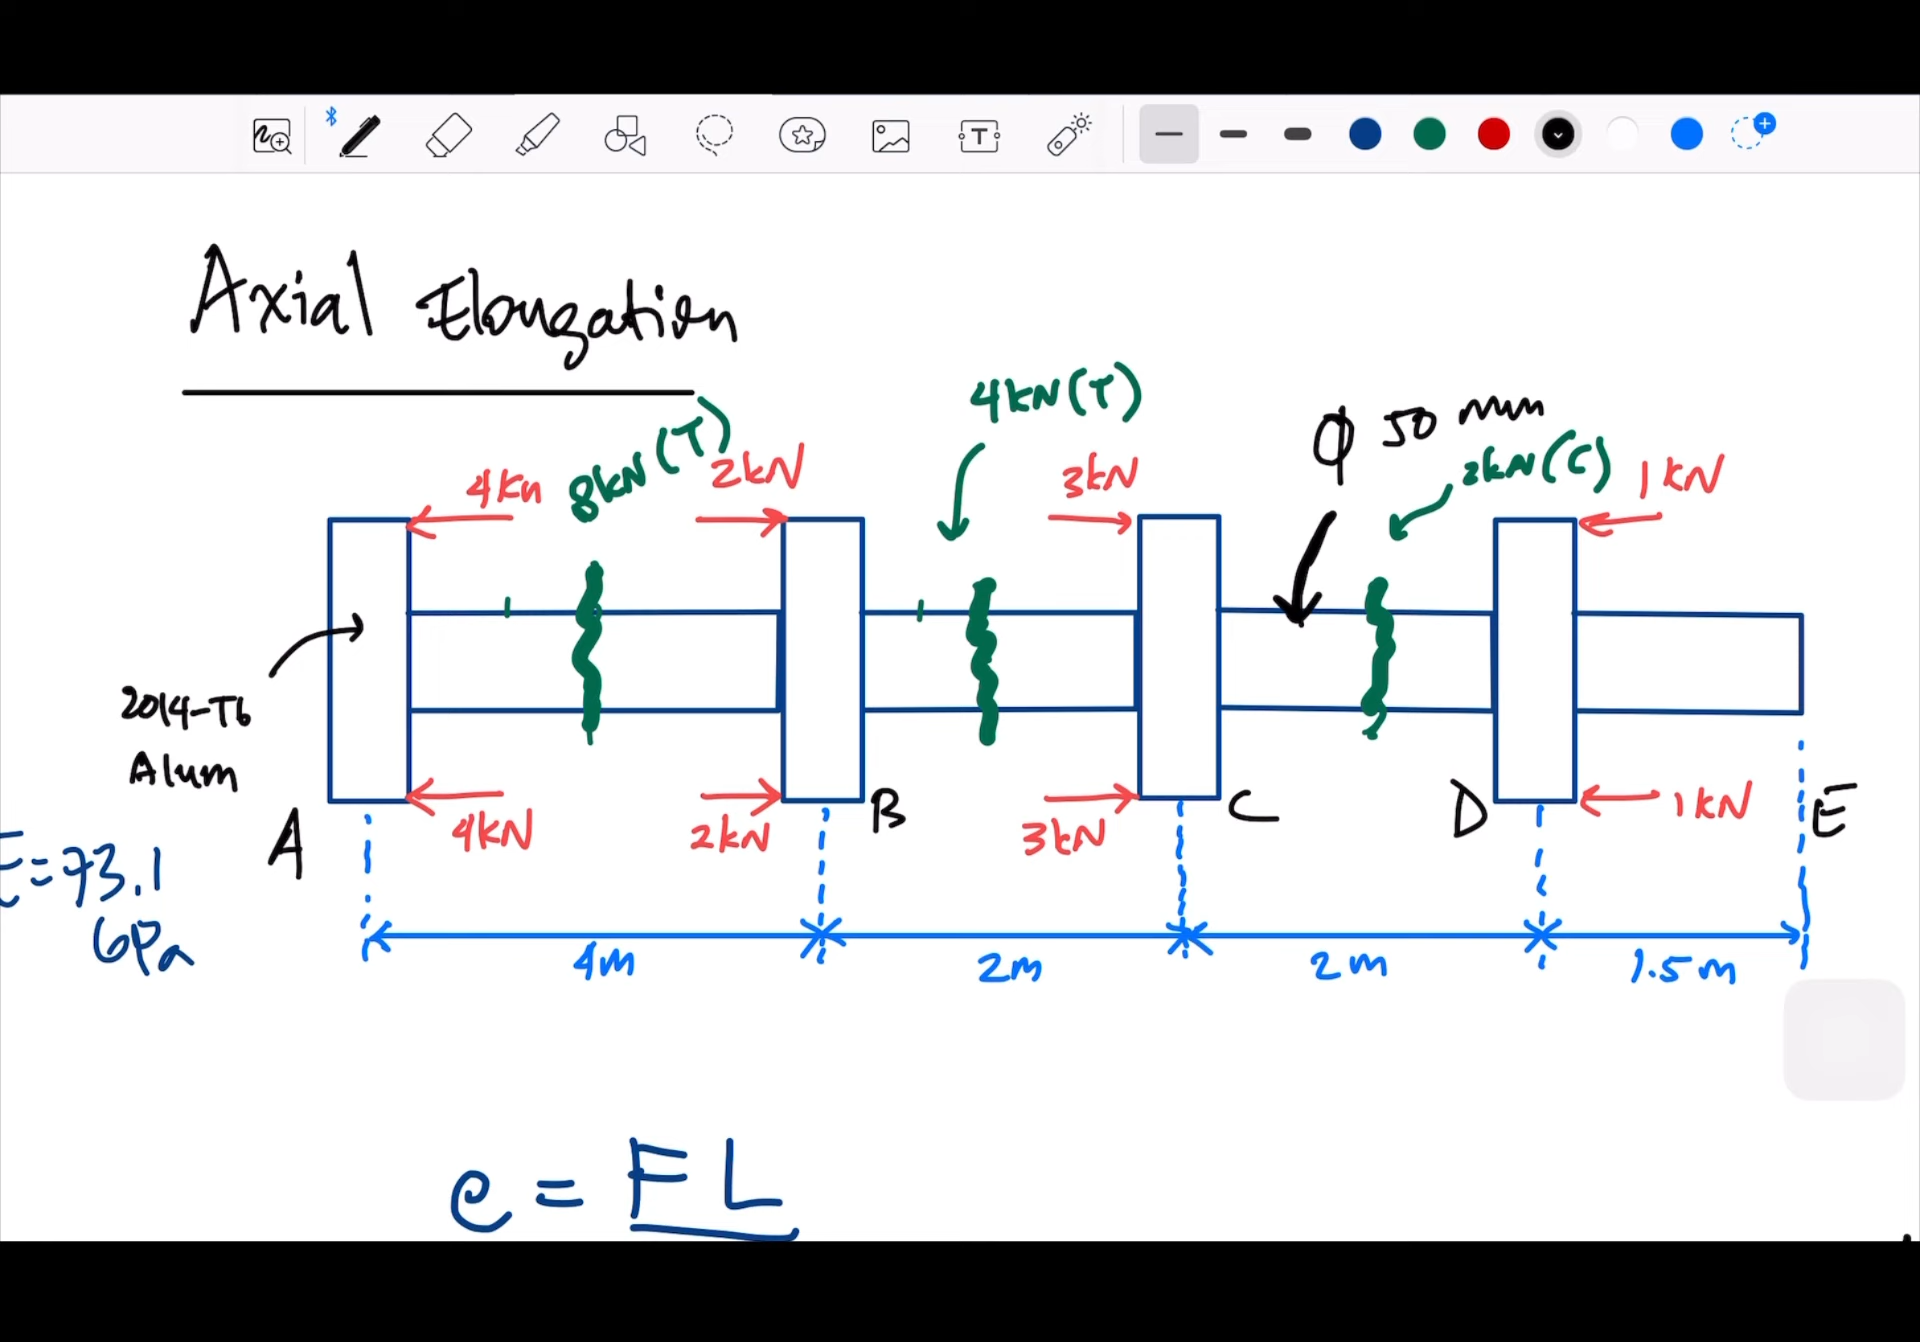 Axial Elongation
4kN(T)
ϕ 50 mm
8kN(T)
4Kn
2kN
3kN
2kN(C)
1kN
2014-T6
Alum
A
B
C
D
E
4kN
2kN
3kN
1kN
E=73.1
GPa
4m
2m
2m
1.5m
e = FL